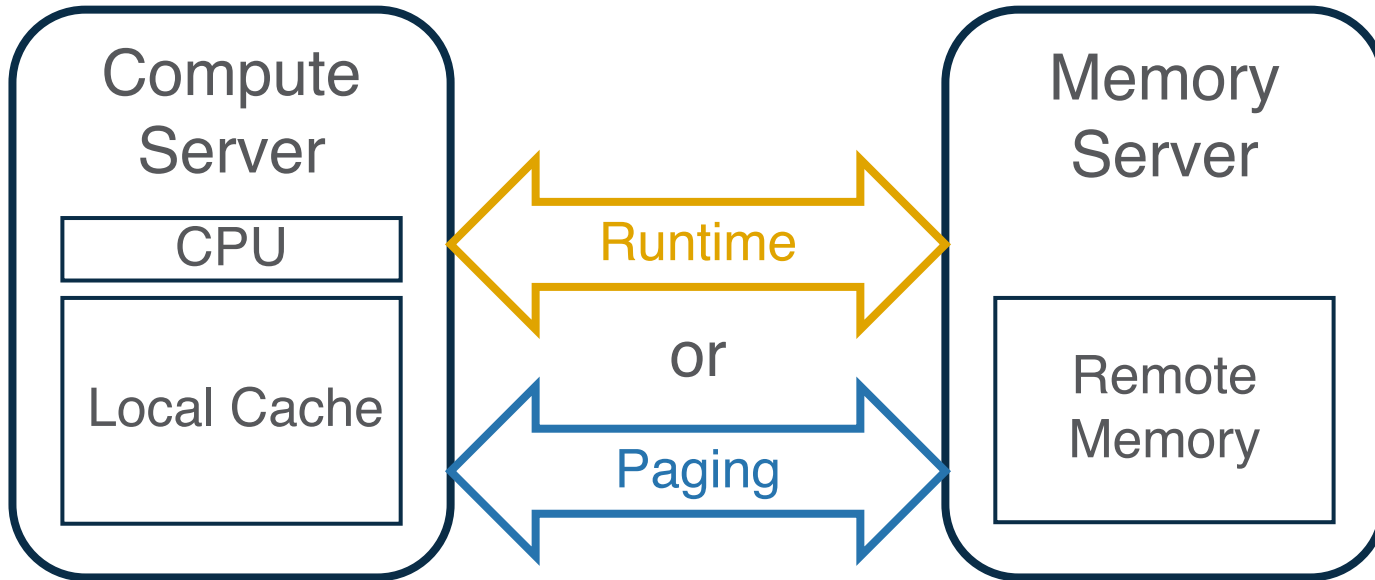 Compute
Server
CPU
Local Cache
Runtime
or
Paging
Memory
Server
Remote
Memory